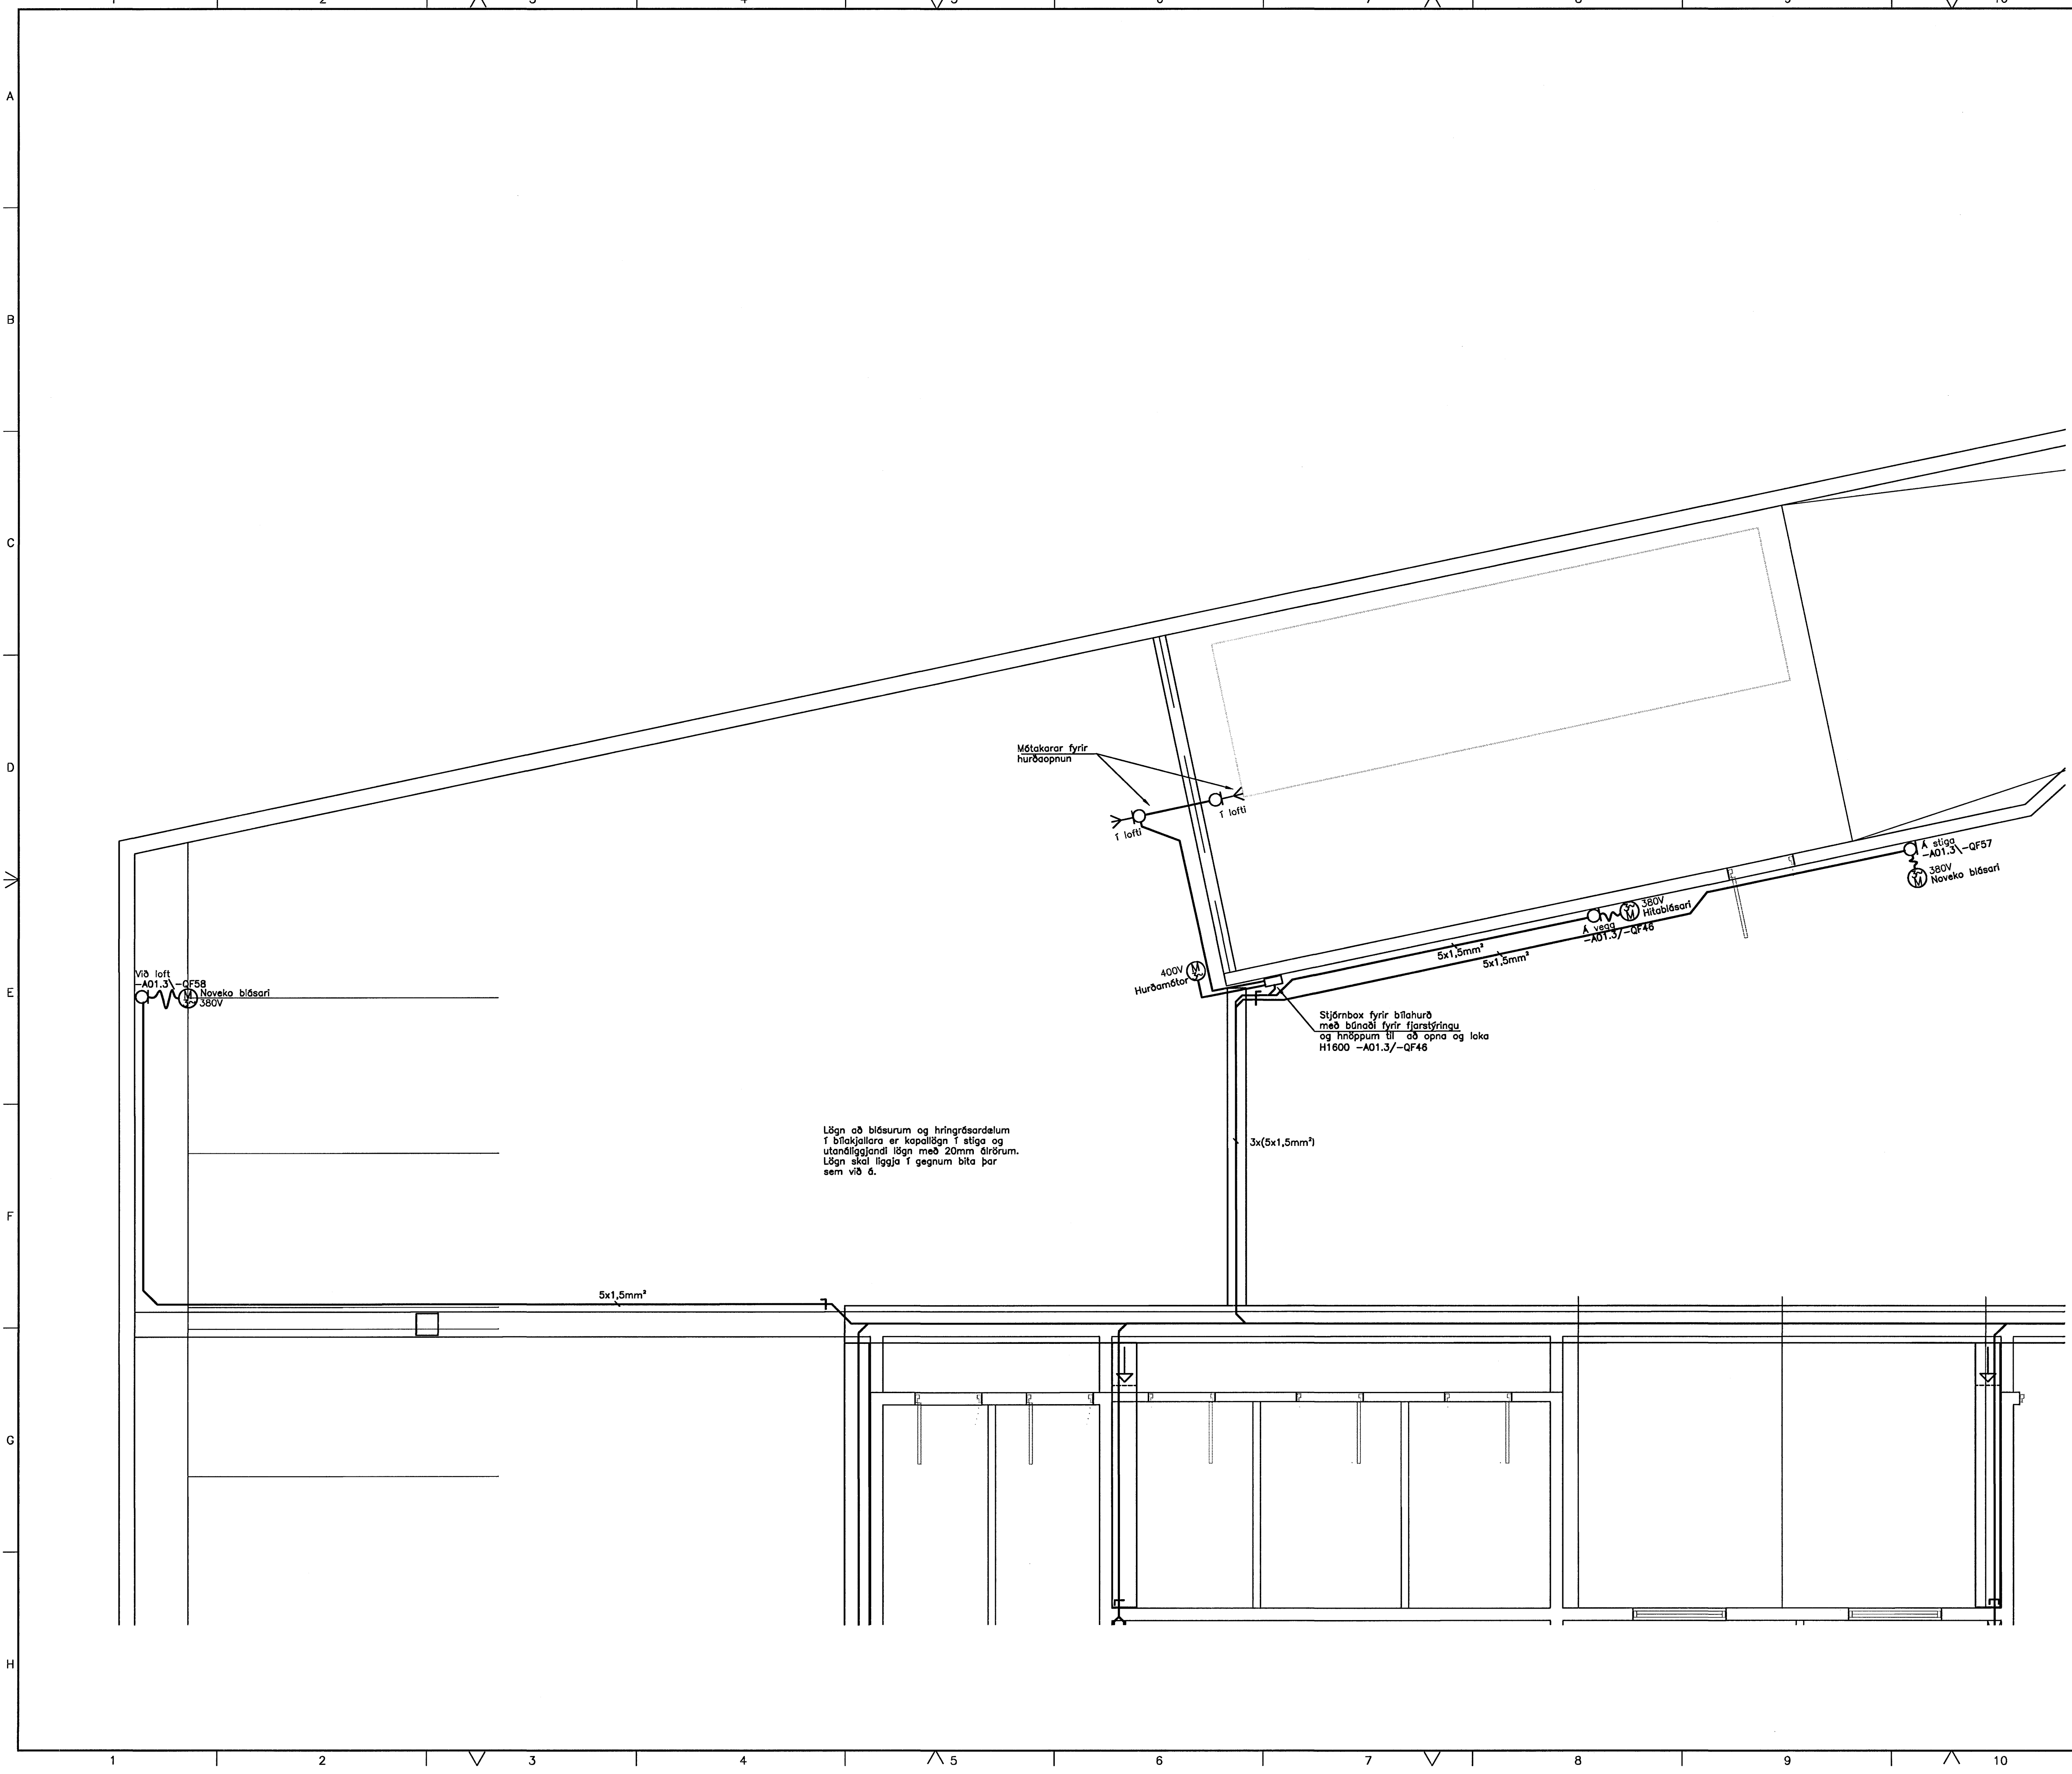 A
B
C
D
E
F
G
H
Mótakarar fyrir
hurðaopnun
í lofti
í lofti
Á stiga
-A01.3\-QF57
380V
Noveko blásari
380V
Hitablásari
Á vegg
-A01.3/-QF46
5x1,5mm²
5x1,5mm²
400V
Hurðamótor
Við loft
-A01.3\-QF58
Noveko blásari
380V
Stjórnbox fyrir bílahurð
með búnaði fyrir fjarstýringu
og hnöppum til að opna og loka
H1600 -A01.3/-QF46
Lögn að blásurum og hringrásardælum
í bílakjallara er kapallögn í stiga og
utanáliggjandi lögn með 20mm álrörum.
Lögn skal liggja í gegnum bita þar
sem við á.
3x(5x1,5mm²)
5x1,5mm²
1 2 3 4 5 6 7 8 9 10